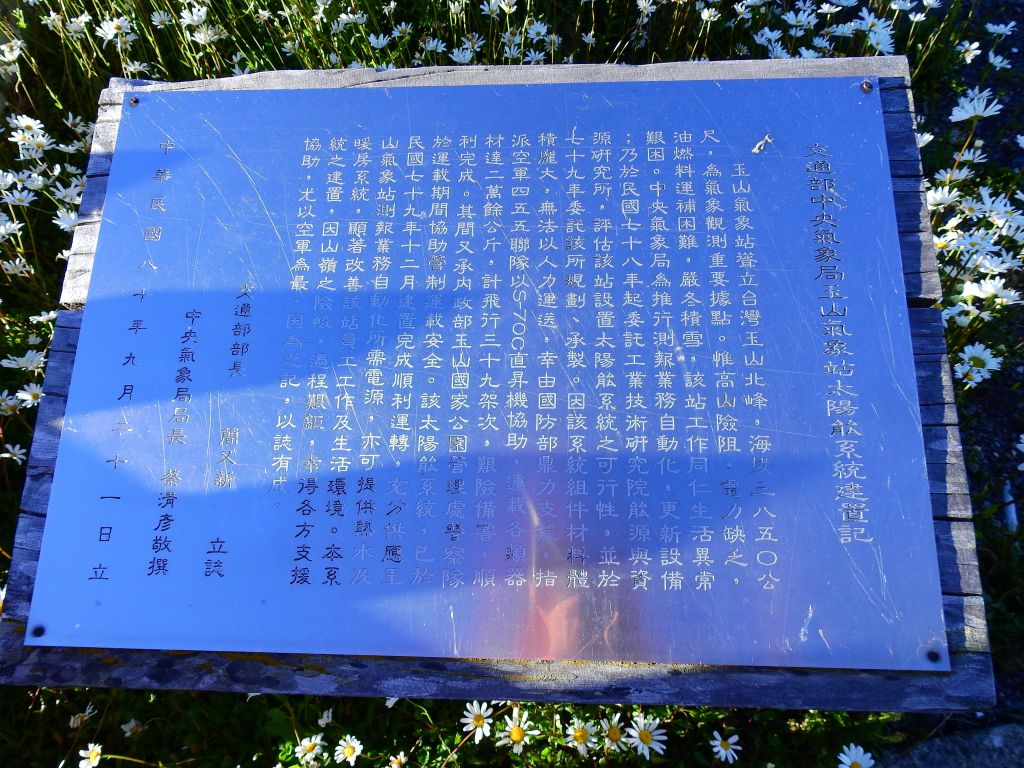 交通部中央氣象局玉山氣象站太陽能系統建置記
玉山氣象站聳立台灣玉山北峰，海拔三八五〇公
尺，為氣象觀測重要據點。惟高山險阻，電力缺乏，
油燃料運補困難，嚴冬積雪，該站工作同仁生活異常
艱困。中央氣象局為推行測報業務自動化，更新設備
；乃於民國七十八年起委託工業技術研究院能源與資
源研究所，評估該站設置太陽能系統之可行性，並於
七十九年委託該所規劃、承製。因該系統組件材料體
積龐大，無法以人力運送，幸由國防部鼎力支援，指
派空軍四五五聯隊以S-70C直昇機協助，運載各類器
材達二萬餘公斤，計飛行三十九架次，艱險備嘗，順
利完成。其間又承內政部玉山國家公園管理處警察隊
於運載期間協助管制運載安全。該太陽能系統，已於
民國七十九年十二月建置完成順利運轉，充分供應玉
山氣象站測報業務自動化所需電源，亦可提供熱水及
暖房系統，顯著改善該站員工工作及生活環境。本系
統之建置，因山嶺之險峻，過程艱鉅，幸得各方支援
協助，尤以空軍為最，因為之記，以誌有成。
交通部部長　簡又新　立誌
中央氣象局局長　蔡清彥敬撰
中華民國八十年九月二十一日立